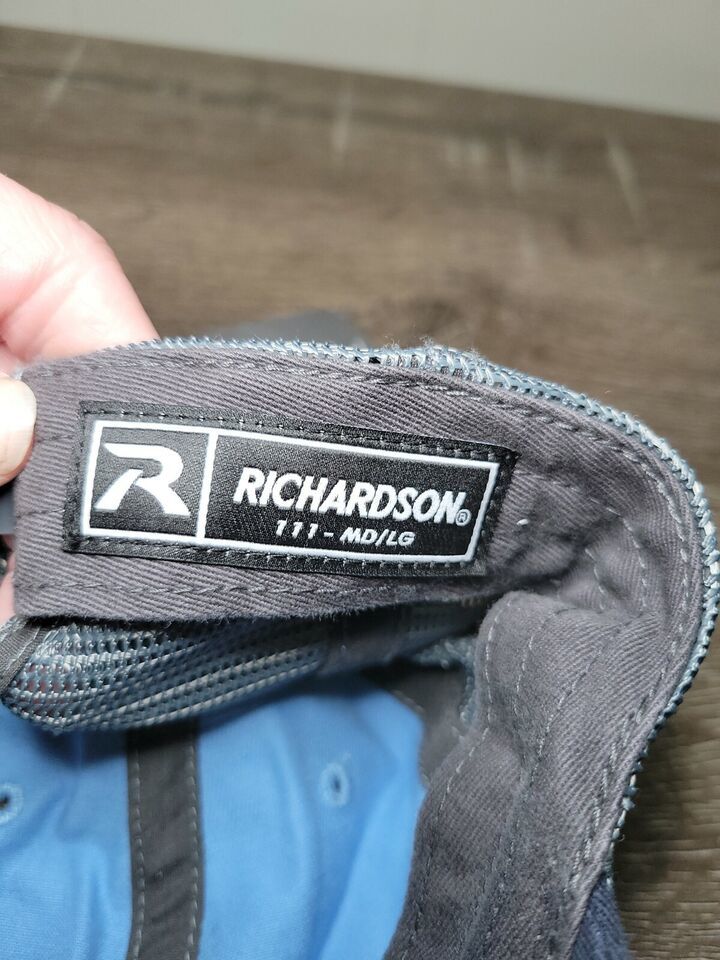 R
RICHARDSON®
111 - MD/LG